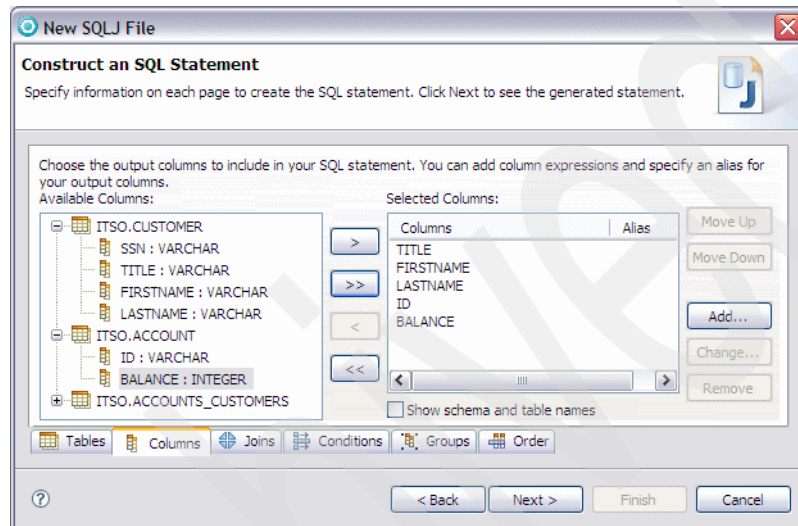 New SQLJ File
Construct an SQL Statement
Specify information on each page to create the SQL statement. Click Next to see the generated statement.
Choose the output columns to include in your SQL statement. You can add column expressions and specify an alias for
your output columns.
Available Columns:
ITSO.CUSTOMER
SSN : VARCHAR
TITLE : VARCHAR
FIRSTNAME : VARCHAR
LASTNAME : VARCHAR
ITSO.ACCOUNT
ID : VARCHAR
BALANCE : INTEGER
ITSO.ACCOUNTS_CUSTOMERS
>
>>
<
<<
Selected Columns:
Columns Alias
TITLE
FIRSTNAME
LASTNAME
ID
BALANCE
Show schema and table names
Move Up
Move Down
Add...
Change...
Remove
Tables Columns Joins Conditions Groups Order
? < Back Next > Finish Cancel